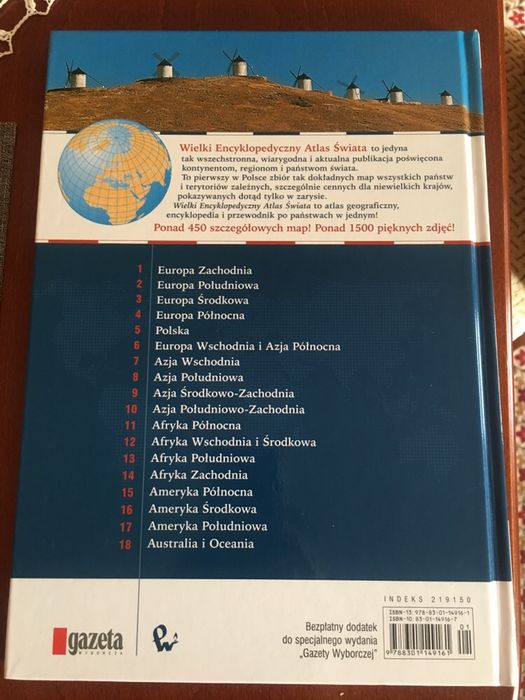 Wielki Encyklopedyczny Atlas Świata to jedyna
tak wszechstronna, wiarygodna i aktualna publikacja poświęcona
kontynentom, regionom i państwom świata.
To pierwszy w Polsce zbiór tak dokładnych map wszystkich państw
i terytoriów zależnych, szczególnie cennych dla niewielkich krajów,
pokazywanych dotąd tylko w zarysie.
Wielki Encyklopedyczny Atlas Świata to atlas geograficzny,
encyklopedia i przewodnik po państwach w jednym!
Ponad 450 szczegółowych map! Ponad 1500 pięknych zdjęć!
1 Europa Zachodnia
2 Europa Południowa
3 Europa Środkowa
4 Europa Północna
5 Polska
6 Europa Wschodnia i Azja Północna
7 Azja Wschodnia
8 Azja Południowa
9 Azja Środkowo-Zachodnia
10 Azja Południowo-Zachodnia
11 Afryka Północna
12 Afryka Wschodnia i Środkowa
13 Afryka Południowa
14 Afryka Zachodnia
15 Ameryka Północna
16 Ameryka Środkowa
17 Ameryka Południowa
18 Australia i Oceania
INDEKS 219150
ISBN-13: 978-83-01-14916-1
ISBN-10: 83-01-14916-7
01
9 788301 149161
Bezpłatny dodatek
do specjalnego wydania
„Gazety Wyborczej”
gazeta
WYBORCZA